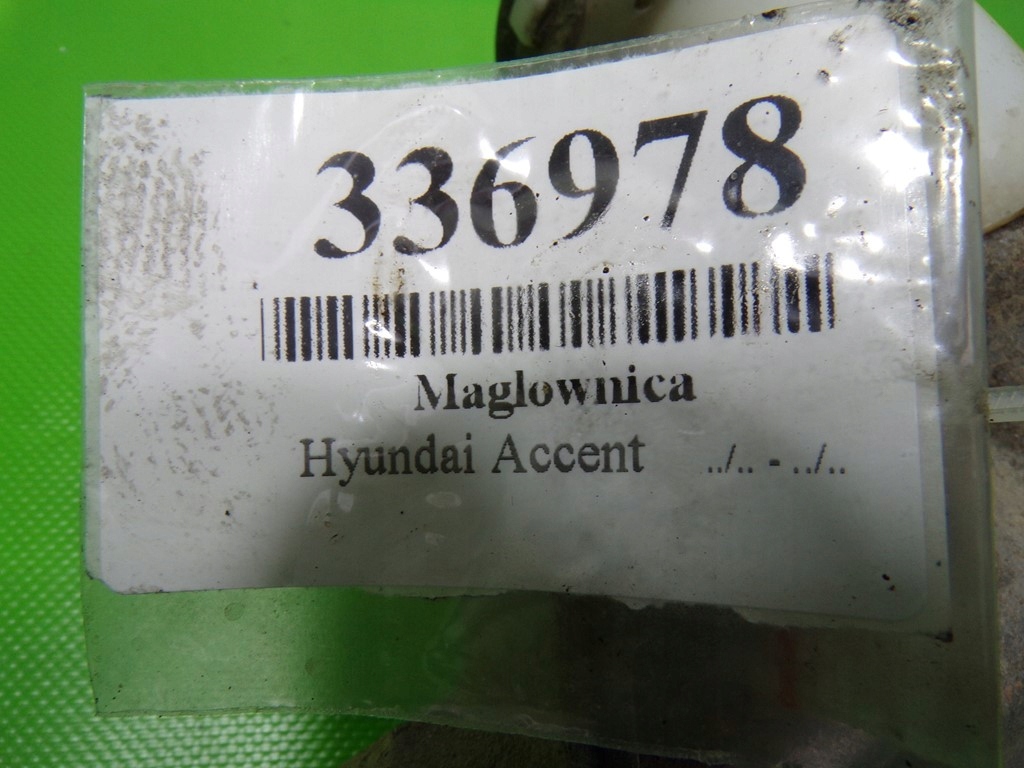 336978
Maglownica
Hyundai Accent ../.. - ../..